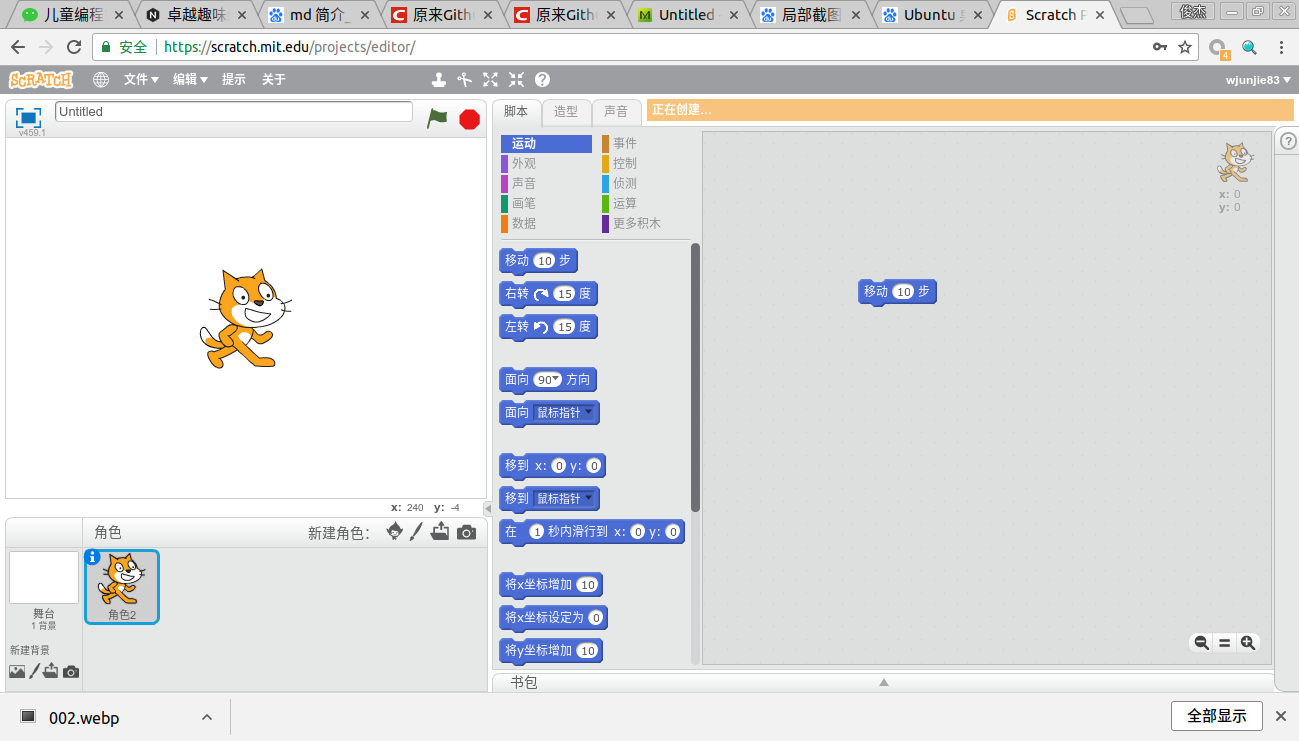 儿童编程
卓越趣味
md 简介_
原来Gith
原来Gith
Untitled
局部截图
Ubuntu
Scratch P
俊杰
安全
https://scratch.mit.edu/projects/editor/
4
SCRATCH
文件
编辑
提示
关于
wjunjie83
Untitled
v459.1
脚本
造型
声音
正在创建...
运动
事件
外观
控制
声音
侦测
画笔
运算
数据
更多积木
x: 0
y: 0
移动 10 步
右转 15 度
左转 15 度
面向 90 方向
面向 鼠标指针
移到 x: 0 y: 0
移到 鼠标指针
在 1 秒内滑行到 x: 0 y: 0
将x坐标增加 10
将x坐标设定为 0
将y坐标增加 10
移动 10 步
x: 240 y: -4
角色
新建角色:
舞台
1 背景
新建背景
角色2
书包
002.webp
全部显示